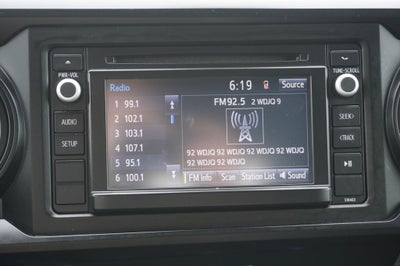 PWR·VOL
TUNE·SCROLL
AUDIO
SETUP
SEEK>
<TRACK
Radio
6:19
Source
1 99.1
2 102.1
3 103.1
4 107.1
5 95.1
6 100.1
FM 92.5 2 WDJQ 9
92 WDJQ 92 WDJQ 92 WDJQ 92 WDJQ
92 WDJQ 92 WDJQ
FM Info
Scan
Station List
Sound